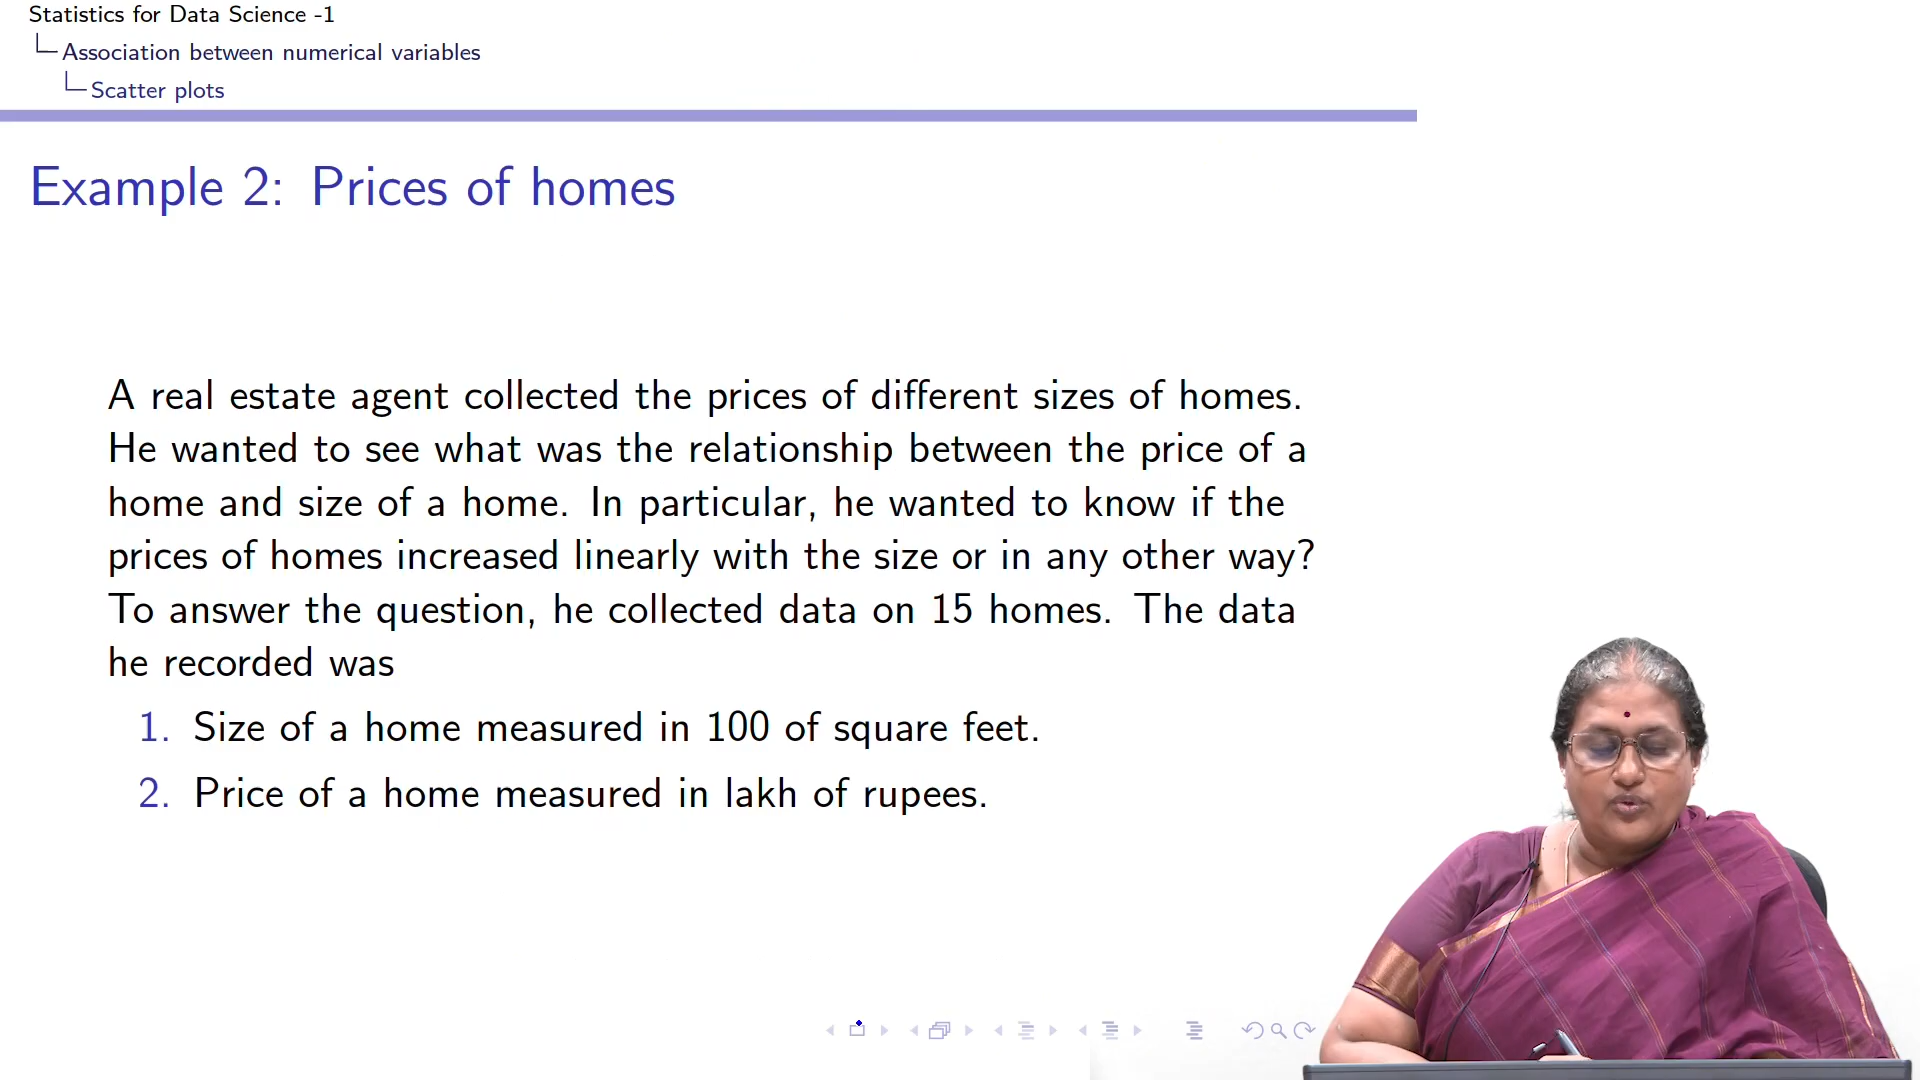 Statistics for Data Science -1
Association between numerical variables
Scatter plots
Example 2: Prices of homes
A real estate agent collected the prices of different sizes of homes.
He wanted to see what was the relationship between the price of a
home and size of a home. In particular, he wanted to know if the
prices of homes increased linearly with the size or in any other way?
To answer the question, he collected data on 15 homes. The data
he recorded was
1. Size of a home measured in 100 of square feet.
2. Price of a home measured in lakh of rupees.